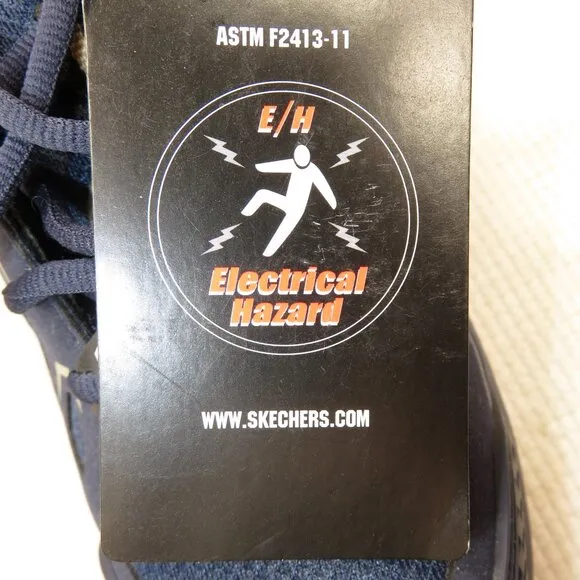 ASTM F2413-11
E/H
Electrical
Hazard
WWW.SKECHERS.COM